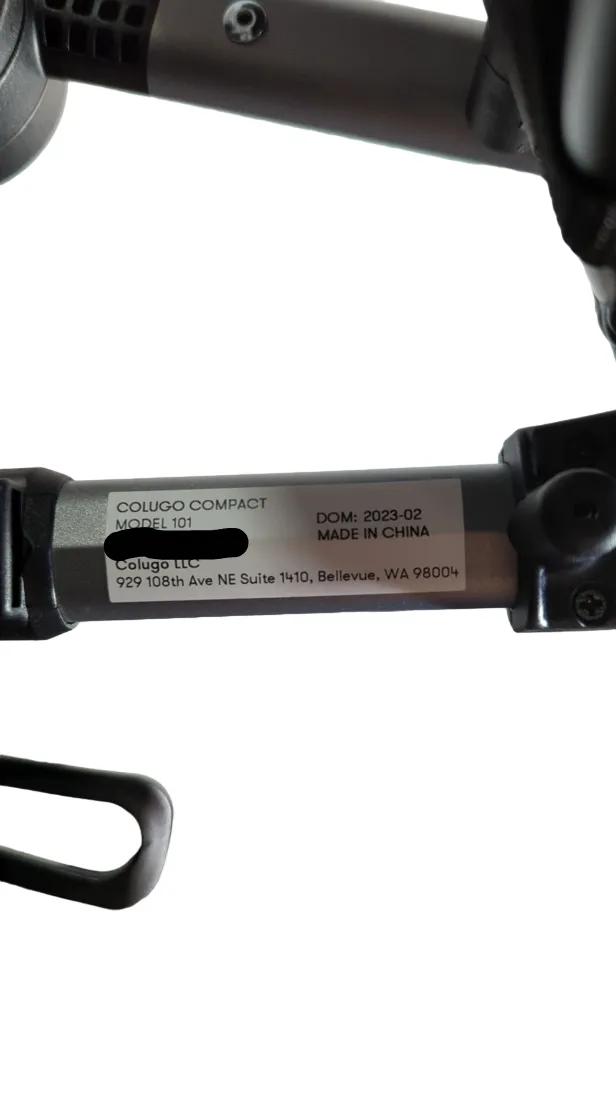 COLUGO COMPACT
MODEL 101
DOM: 2023-02
MADE IN CHINA
Colugo LLC
929 108th Ave NE Suite 1410, Bellevue, WA 98004